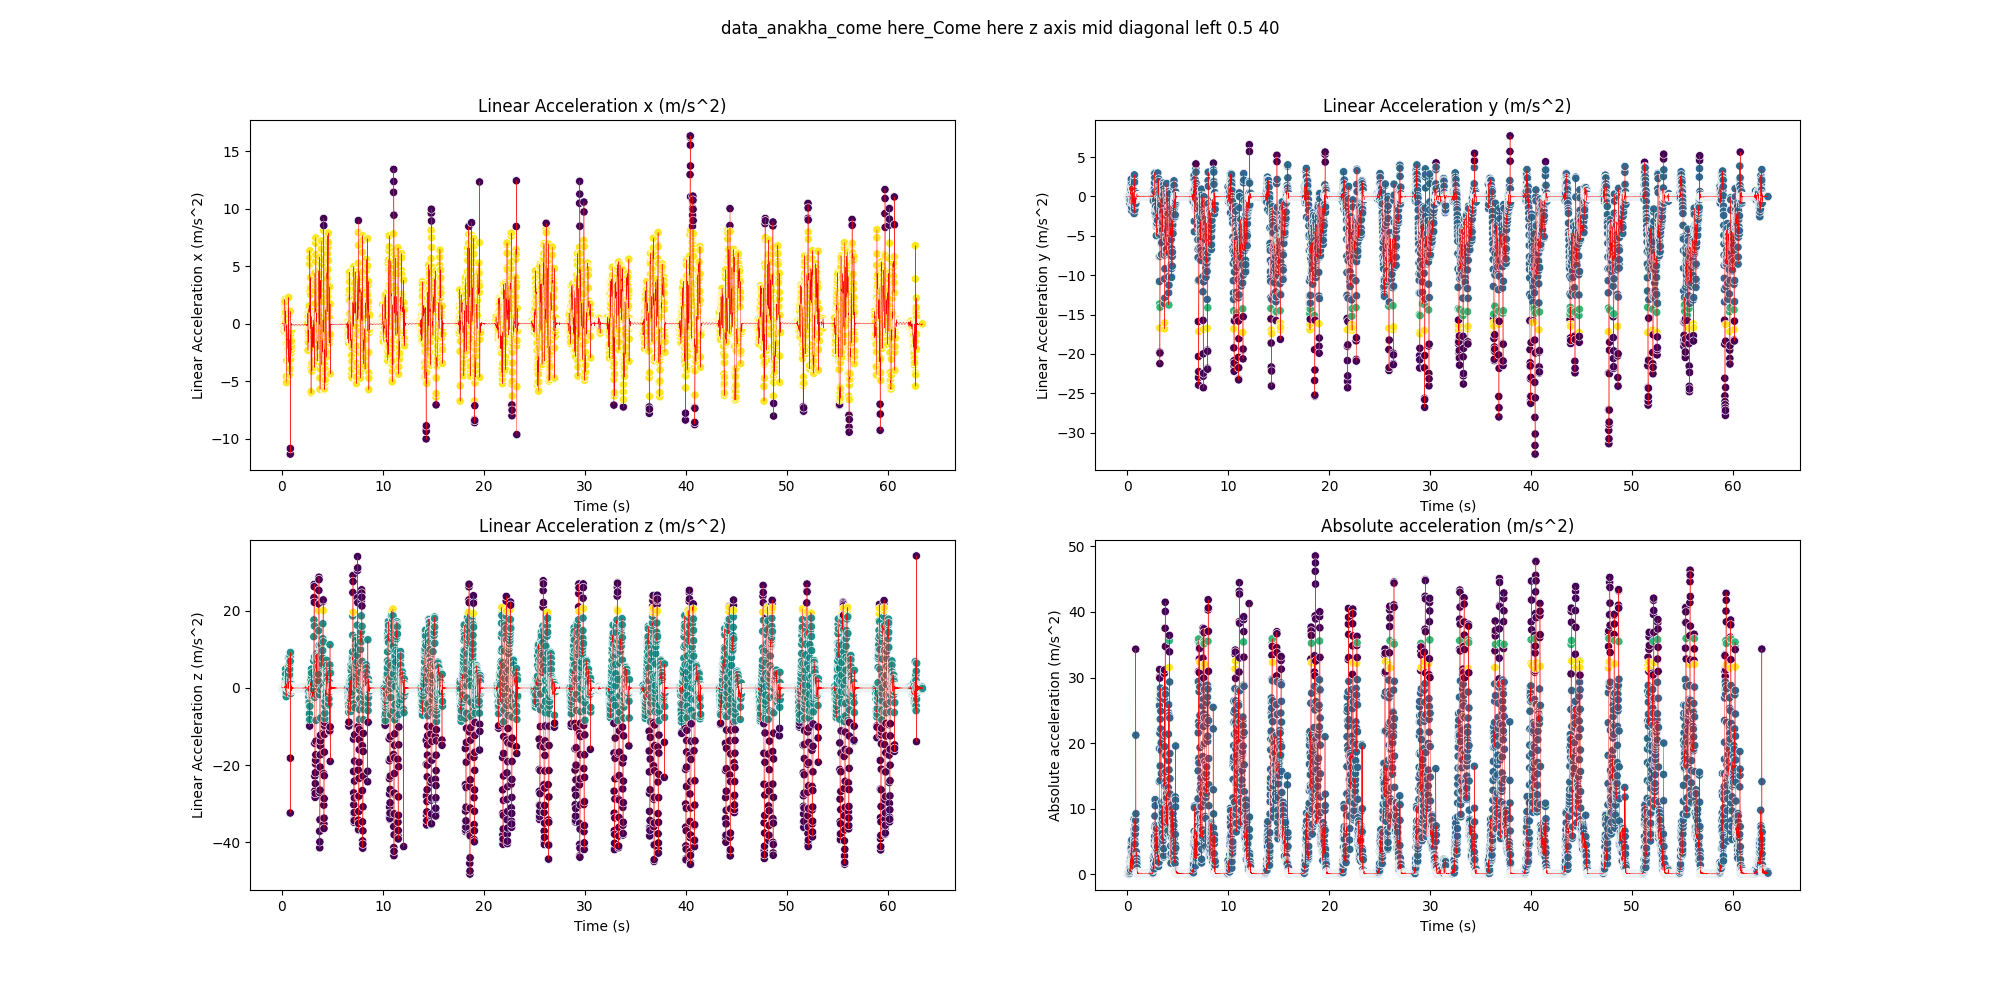 data_anakha_come here_Come here z axis mid diagonal left 0.5 40
Linear Acceleration x (m/s^2)
Linear Acceleration x (m/s^2)
15
10
5
0
−5
−10
0 10 20 30 40 50 60
Time (s)
Linear Acceleration y (m/s^2)
Linear Acceleration y (m/s^2)
5
0
−5
−10
−15
−20
−25
−30
0 10 20 30 40 50 60
Time (s)
Linear Acceleration z (m/s^2)
Linear Acceleration z (m/s^2)
20
0
−20
−40
0 10 20 30 40 50 60
Time (s)
Absolute acceleration (m/s^2)
Absolute acceleration (m/s^2)
50
40
30
20
10
0
0 10 20 30 40 50 60
Time (s)